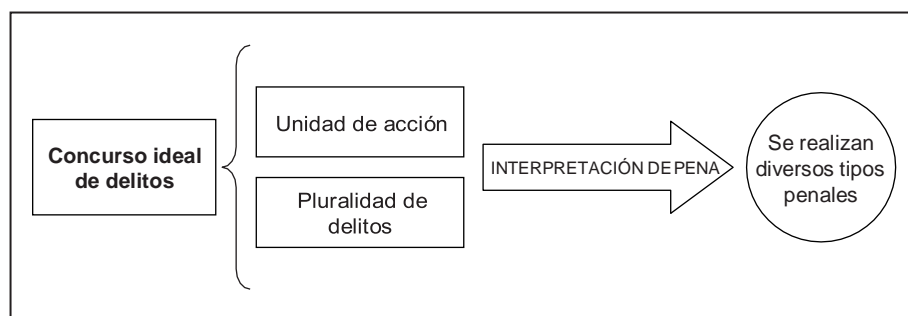 Concurso ideal
de delitos
Unidad de acción
Pluralidad de
delitos
INTERPRETACIÓN DE PENA
Se realizan
diversos tipos
penales